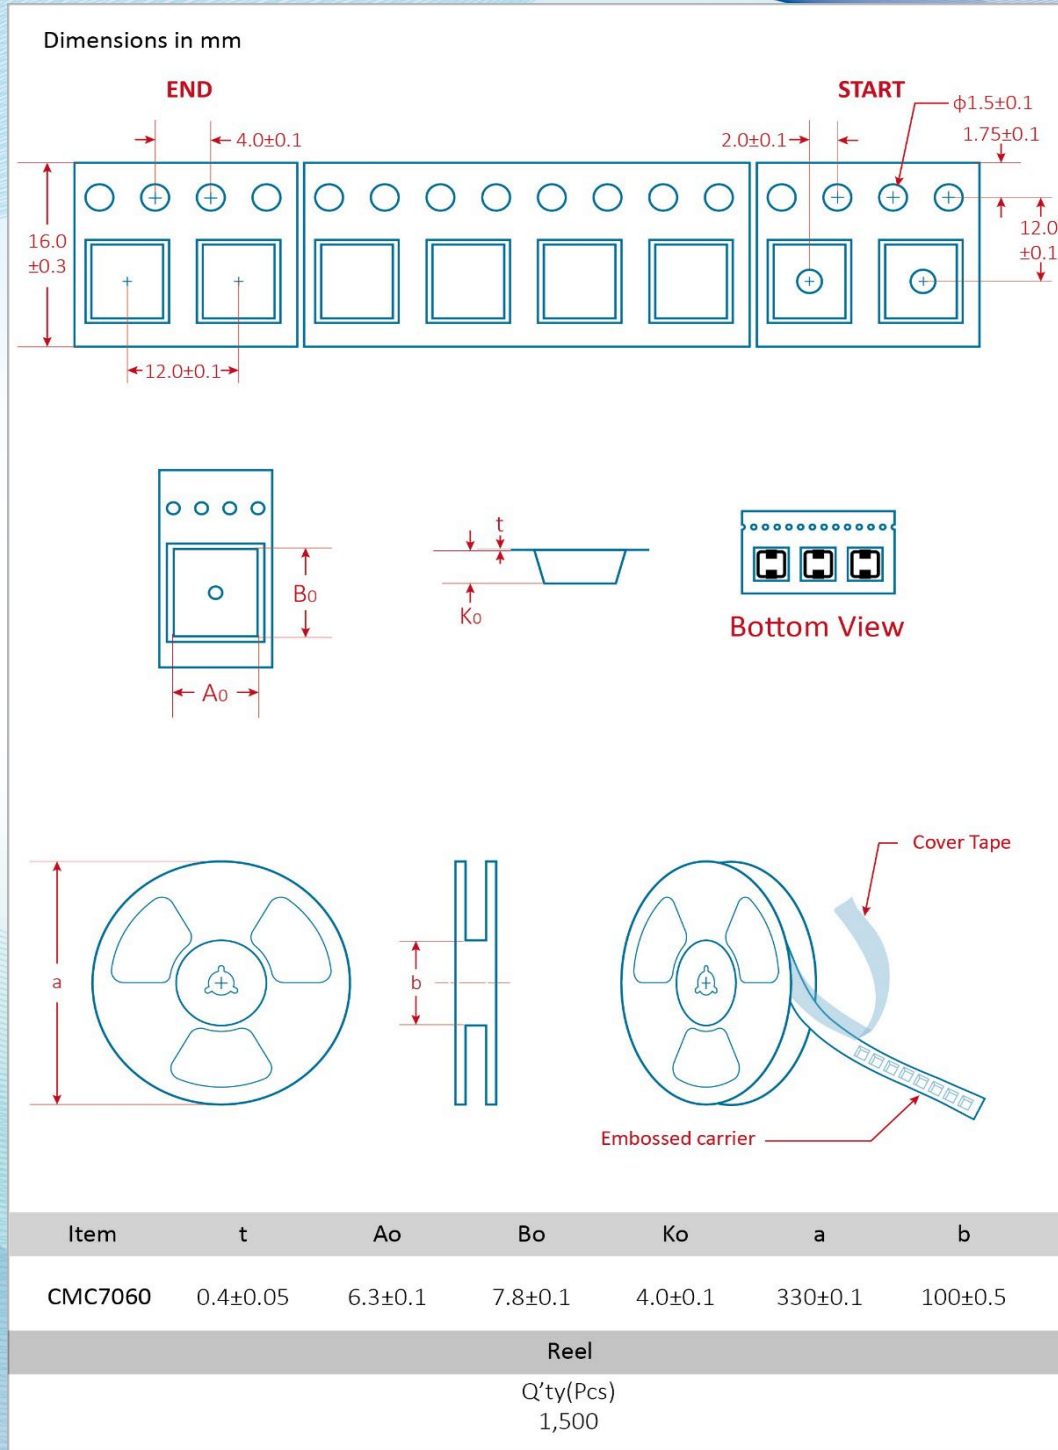 Dimensions in mm
END
START
4.0±0.1
2.0±0.1
ϕ1.5±0.1
1.75±0.1
16.0
±0.3
12.0
±0.1
12.0±0.1
t
B0
K0
A0
Bottom View
Cover Tape
a
b
Embossed carrier
Item t Ao Bo Ko a b
CMC7060 0.4±0.05 6.3±0.1 7.8±0.1 4.0±0.1 330±0.1 100±0.5
Reel
Q’ty(Pcs)
1,500